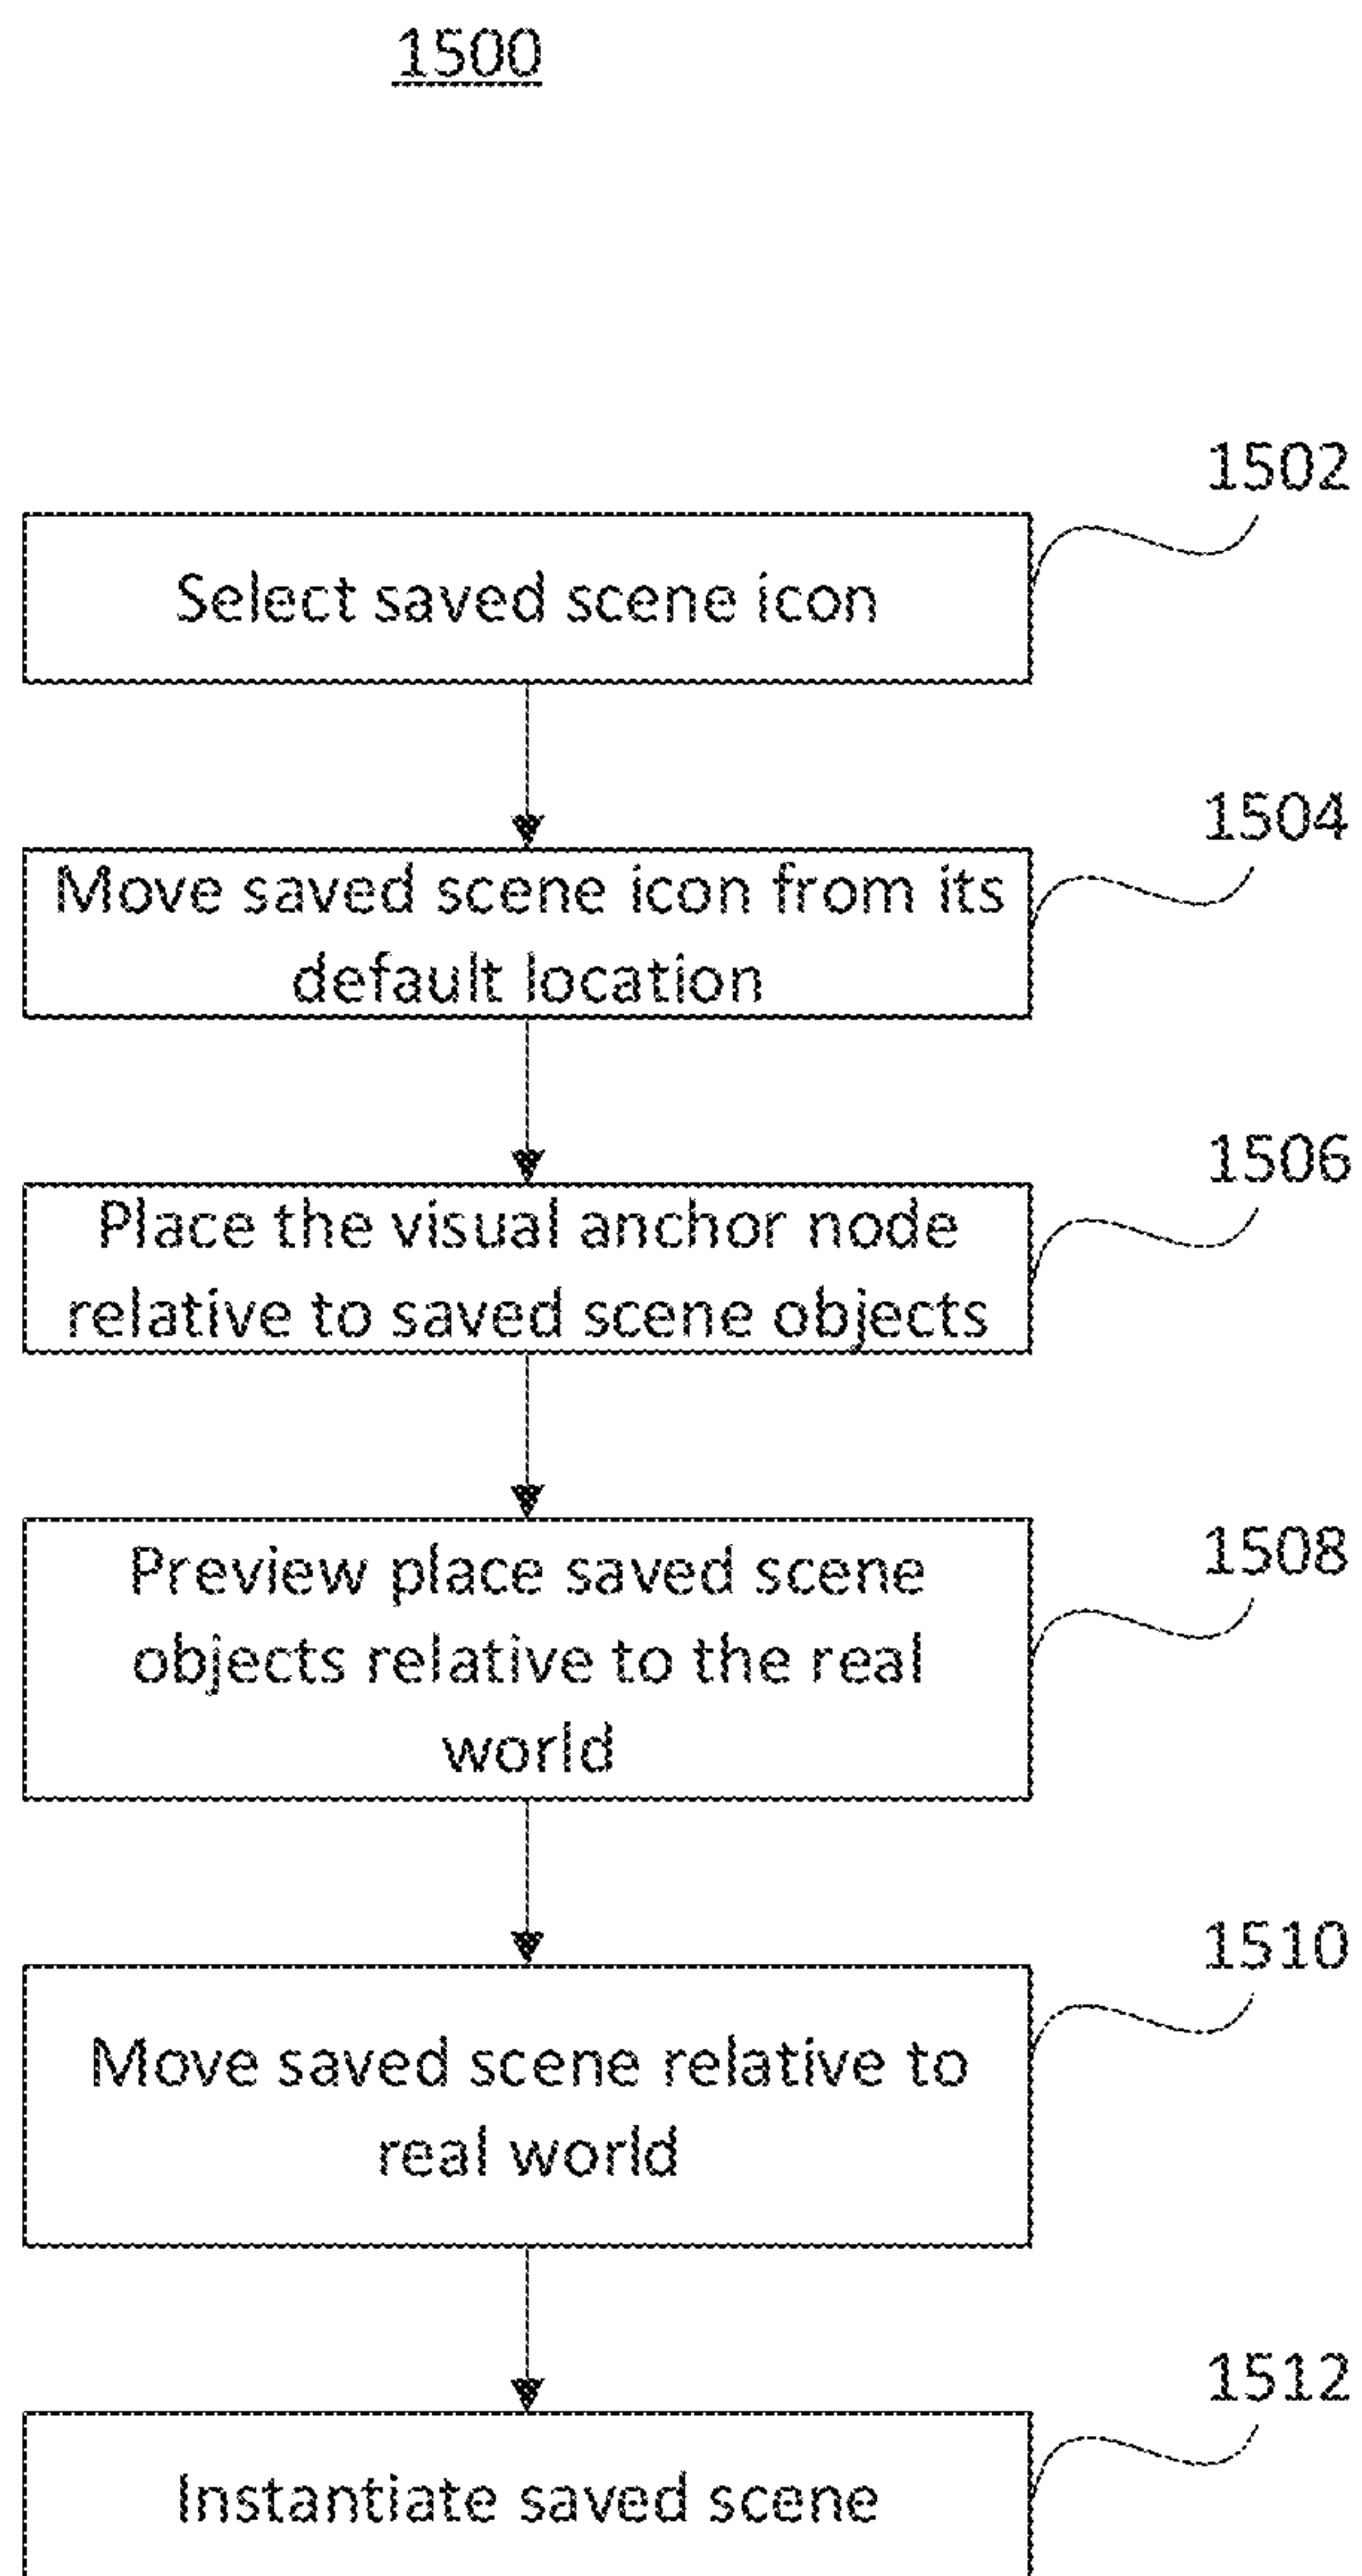 1500
1502
Select saved scene icon
1504
Move saved scene icon from its
default location
1506
Place the visual anchor node
relative to saved scene objects
1508
Preview place saved scene
objects relative to the real
world
1510
Move saved scene relative to
real world
1512
Instantiate saved scene